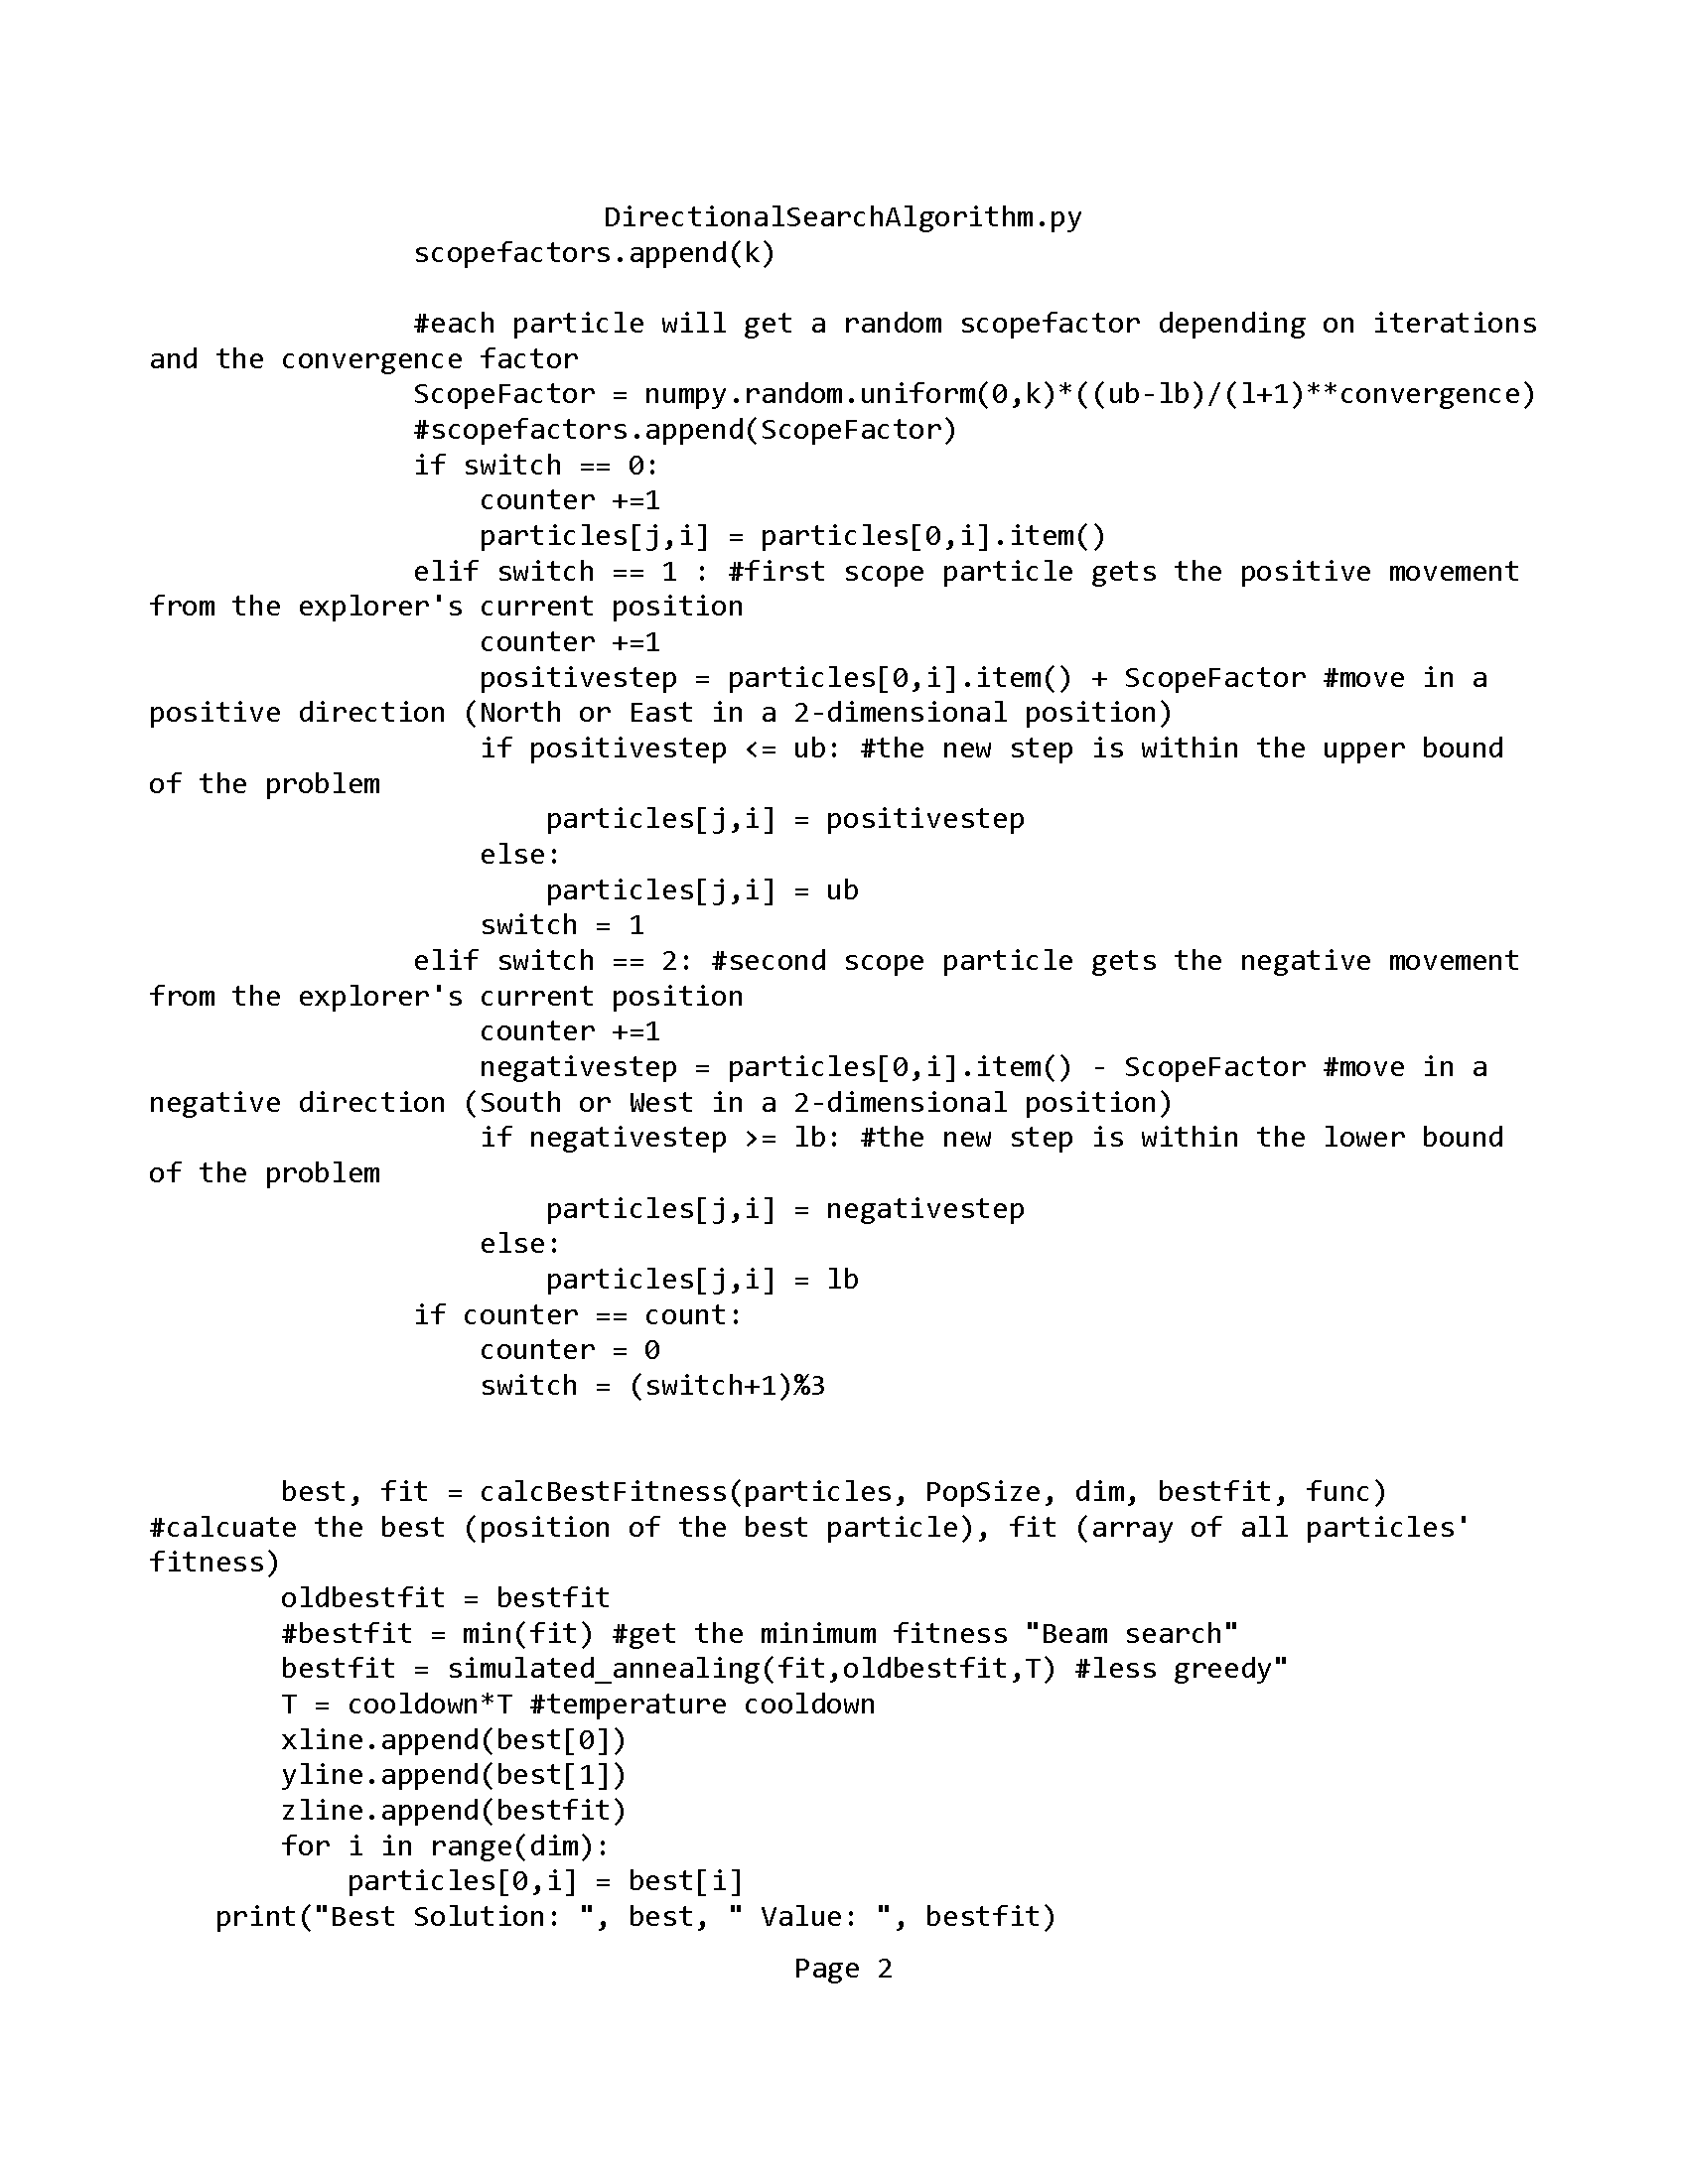 DirectionalSearchAlgorithm.py
scopefactors.append(k)
#each particle will get a random scopefactor depending on iterations
and the convergence factor
ScopeFactor = numpy.random.uniform(0,k)*((ub-lb)/(l+1)**convergence)
#scopefactors.append(ScopeFactor)
if switch == 0:
counter +=1
particles[j,i] = particles[0,i].item()
elif switch == 1 : #first scope particle gets the positive movement
from the explorer's current position
counter +=1
positivestep = particles[0,i].item() + ScopeFactor #move in a
positive direction (North or East in a 2-dimensional position)
if positivestep <= ub: #the new step is within the upper bound
of the problem
particles[j,i] = positivestep
else:
particles[j,i] = ub
switch = 1
elif switch == 2: #second scope particle gets the negative movement
from the explorer's current position
counter +=1
negativestep = particles[0,i].item() - ScopeFactor #move in a
negative direction (South or West in a 2-dimensional position)
if negativestep >= lb: #the new step is within the lower bound
of the problem
particles[j,i] = negativestep
else:
particles[j,i] = lb
if counter == count:
counter = 0
switch = (switch+1)%3
best, fit = calcBestFitness(particles, PopSize, dim, bestfit, func)
#calcuate the best (position of the best particle), fit (array of all particles'
fitness)
oldbestfit = bestfit
#bestfit = min(fit) #get the minimum fitness "Beam search"
bestfit = simulated_annealing(fit,oldbestfit,T) #less greedy"
T = cooldown*T #temperature cooldown
xline.append(best[0])
yline.append(best[1])
zline.append(bestfit)
for i in range(dim):
particles[0,i] = best[i]
print("Best Solution: ", best, " Value: ", bestfit)
Page 2